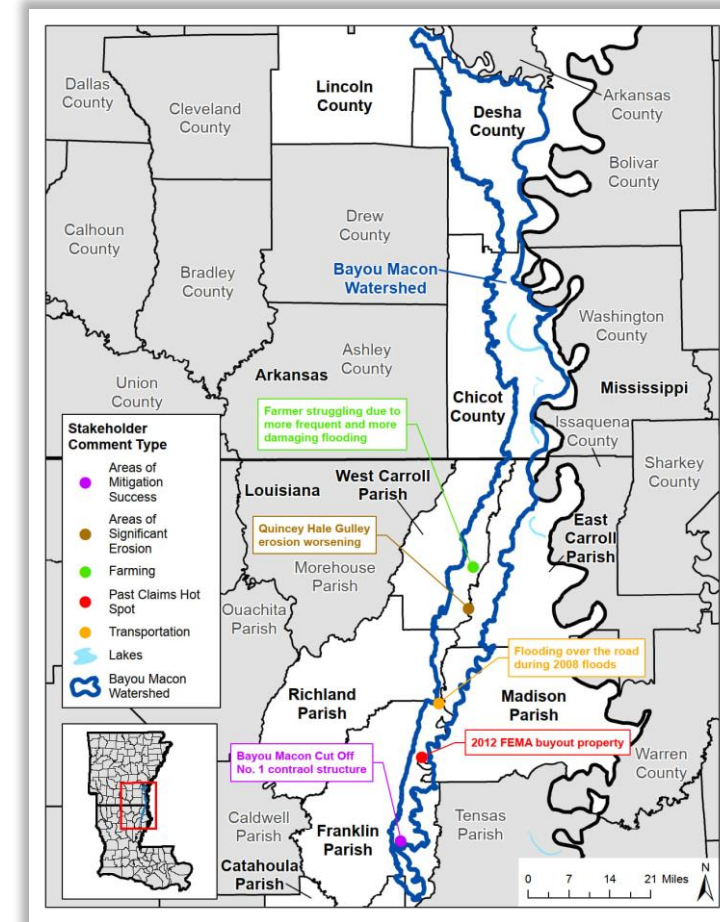 Dallas
County
Cleveland
County
Lincoln
County
Desha
County
Arkansas
County
Bolivar
County
Calhoun
County
Bradley
County
Drew
County
Bayou Macon
Watershed
Washington
County
Union
County
Arkansas
Ashley
County
Chicot
County
Mississippi
Issaquena
County
Sharkey
County
Farmer struggling due to
more frequent and more
damaging flooding
Stakeholder
Comment Type
Areas of
Mitigation
Success
Areas of
Significant
Erosion
Farming
Past Claims Hot
Spot
Transportation
Lakes
Bayou Macon
Watershed
Louisiana
West Carroll
Parish
East
Carroll
Parish
Quincey Hale Gulley
erosion worsening
Morehouse
Parish
Ouachita
Parish
Flooding over the road
during 2008 floods
Richland
Parish
Madison
Parish
2012 FEMA buyout property
Warren
County
Bayou Macon Cut Off
No. 1 contraol structure
Caldwell
Parish
Franklin
Parish
Tensas
Parish
Catahoula
Parish
N
0 7 14 21 Miles